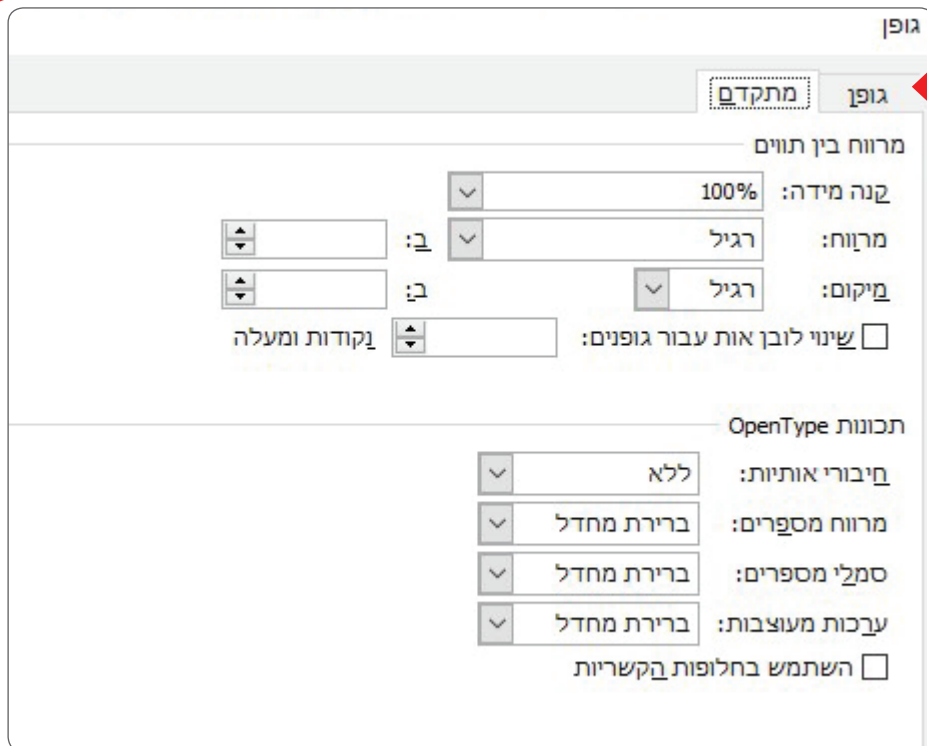 גופן
גופן מתקדם
מרווח בין תווים
קנה מידה: 100%
מרווח: רגיל ב:
מיקום: רגיל ב:
שינוי לובן אות עבור גופנים: נקודות ומעלה
תכונות OpenType
חיבורי אותיות: ללא
מרווח מספרים: ברירת מחדל
סמלי מספרים: ברירת מחדל
ערכות מעוצבות: ברירת מחדל
השתמש בחלופות הקשריות